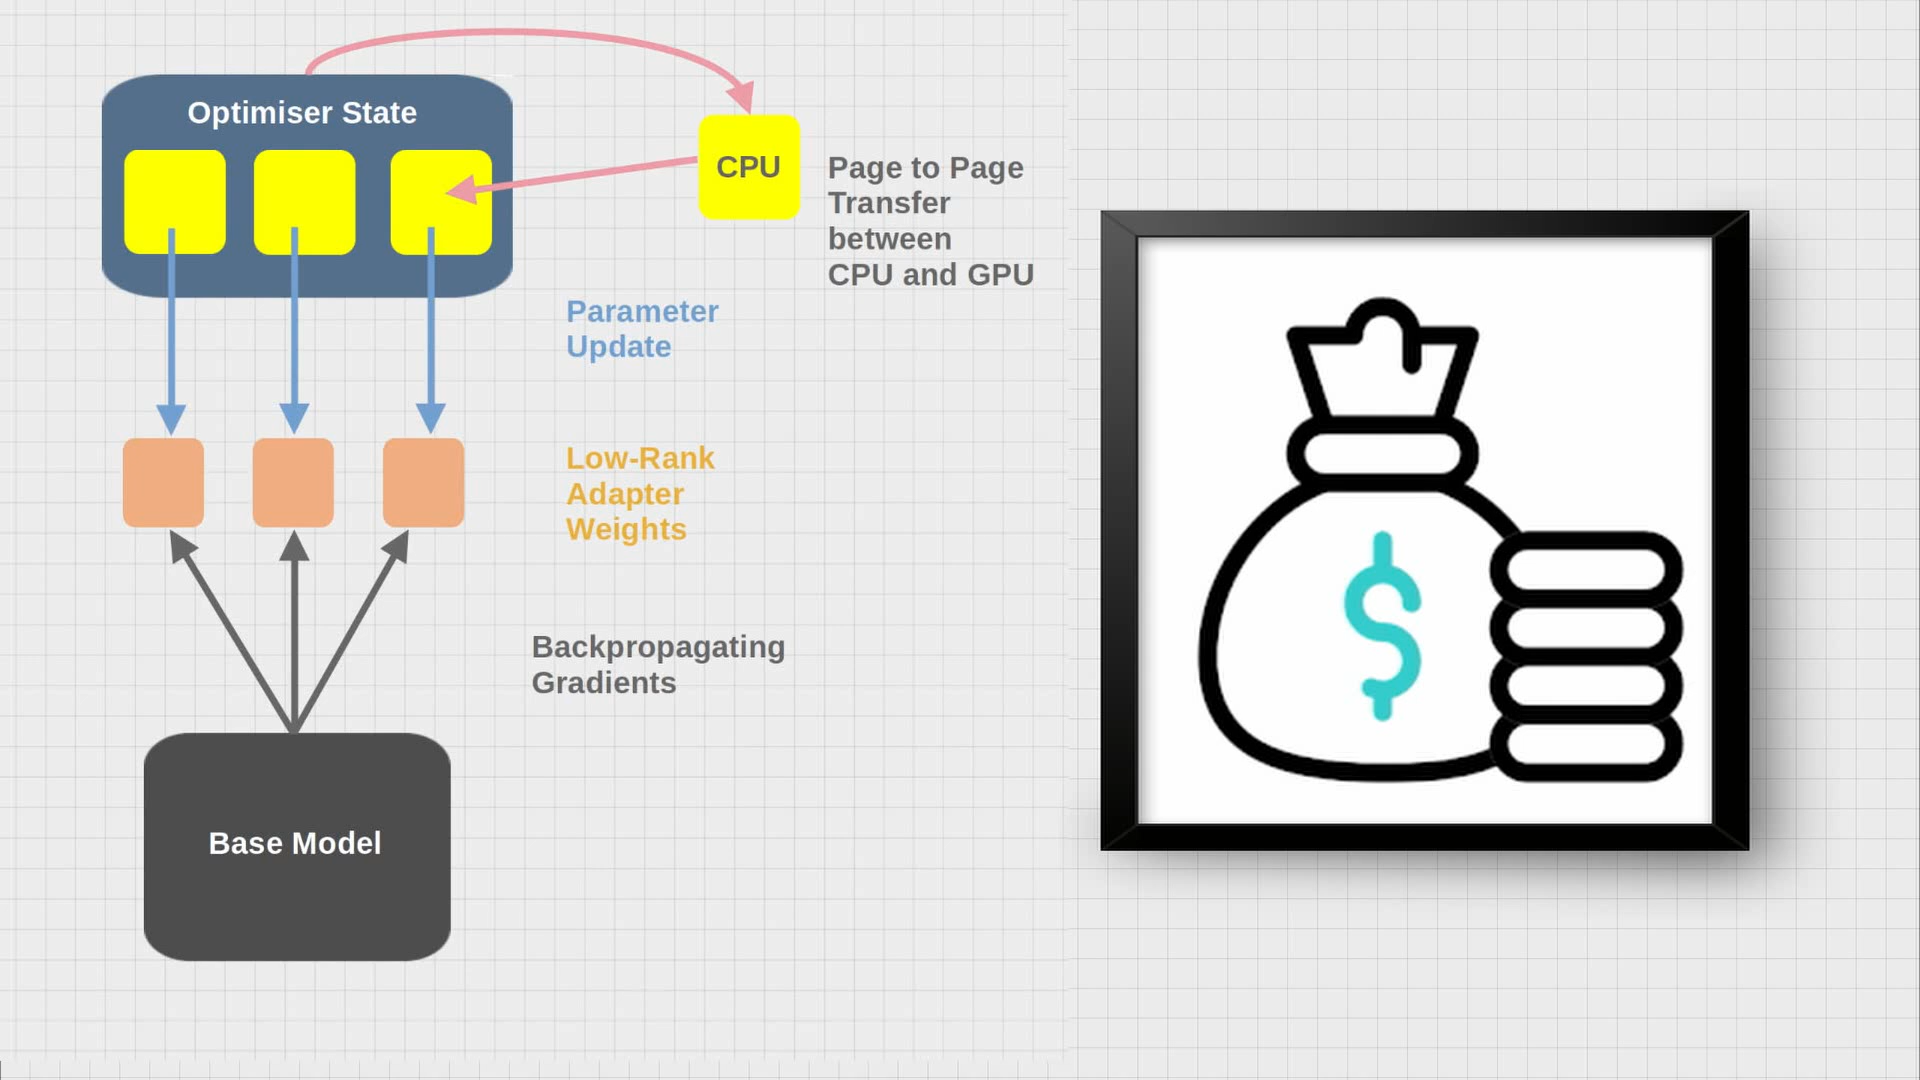 Optimiser State
CPU
Page to Page
Transfer
between
CPU and GPU
Parameter
Update
Low-Rank
Adapter
Weights
Backpropagating
Gradients
Base Model
$